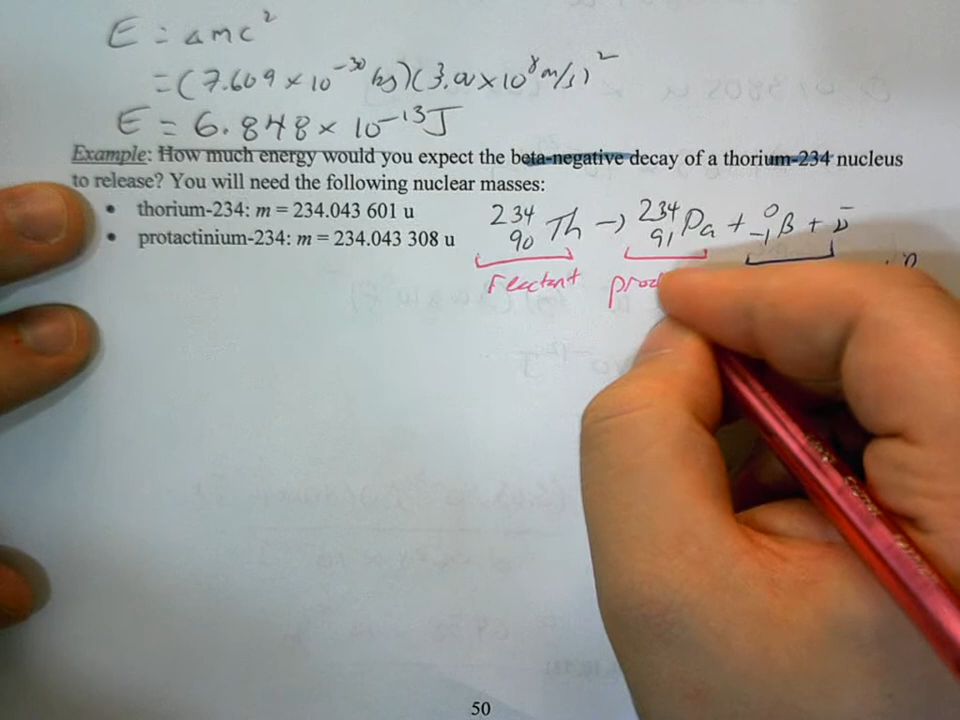 E = Δmc²
= (7.609 × 10⁻³⁰ kg)(3.00 × 10⁸ m/s)²
E = 6.848 × 10⁻¹³ J
Example: How much energy would you expect the beta-negative decay of a thorium-234 nucleus
to release? You will need the following nuclear masses:
• thorium-234: m = 234.043 601 u
• protactinium-234: m = 234.043 308 u
²³⁴₉₀Th → ²³⁴₉₁Pa + ⁰₋₁β + ν̄
reactant prod
50